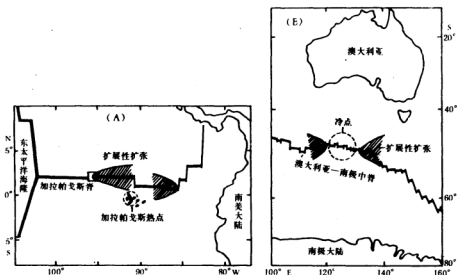 (A)
N
5°
0°
5°
S
东太平洋海隆
扩展性扩张
加拉帕戈斯脊
加拉帕戈斯热点
南美大陆
100°
90°
80°W
(E)
S
20°
40°
60°
80°
澳大利亚
冷点
扩展性扩张
澳大利亚—南极中脊
南极大陆
100°
E
120°
140°
160°